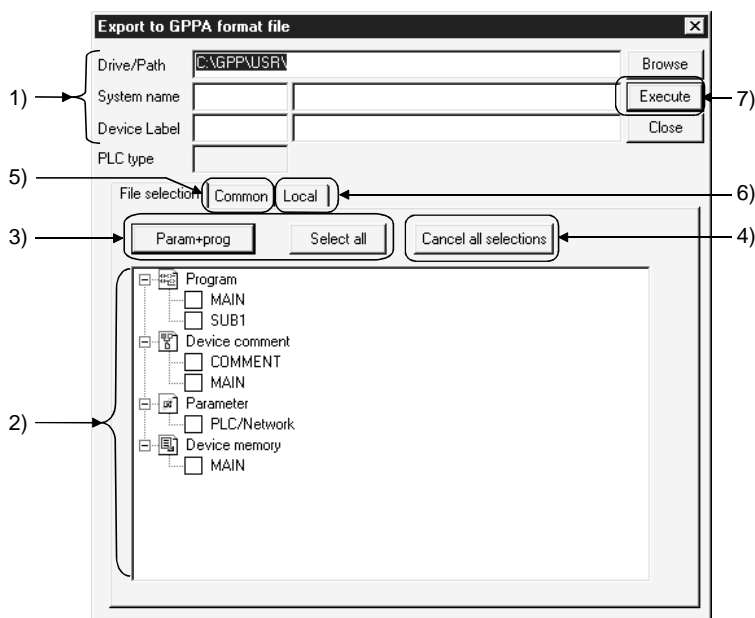 Export to GPPA format file
Drive/Path C:\GPP\USR\ Browse
1) System name Execute 7)
Device Label Close
PLC type
5) File selection Common Local 6)
3) Param+prog Select all Cancel all selections 4)
Program
MAIN
SUB1
Device comment
COMMENT
MAIN
Parameter
2) PLC/Network
Device memory
MAIN